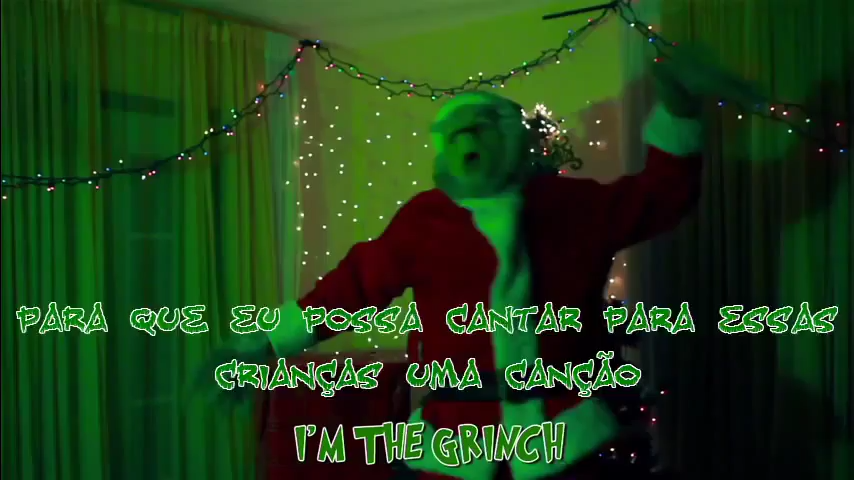 PARA QUE EU POSSA CANTAR PARA ESSAS
CRIANÇAS UMA CANÇÃO
I'M THE GRINCH